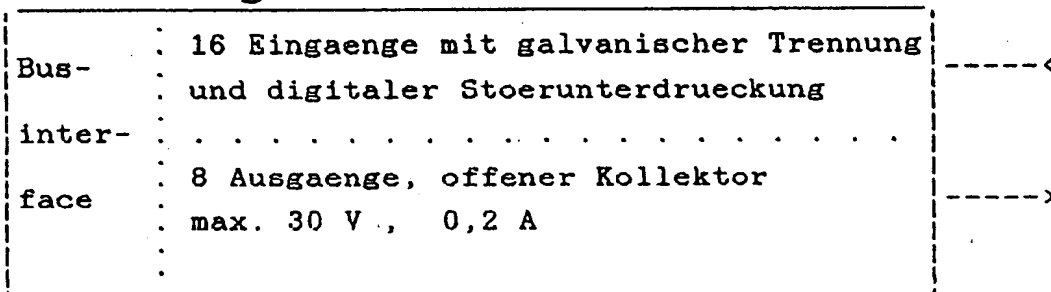 16 Eingaenge mit galvanischer Trennung
Bus-
und digitaler Stoerunterdrueckung
inter-
8 Ausgaenge, offener Kollektor
face
max. 30 V , 0,2 A